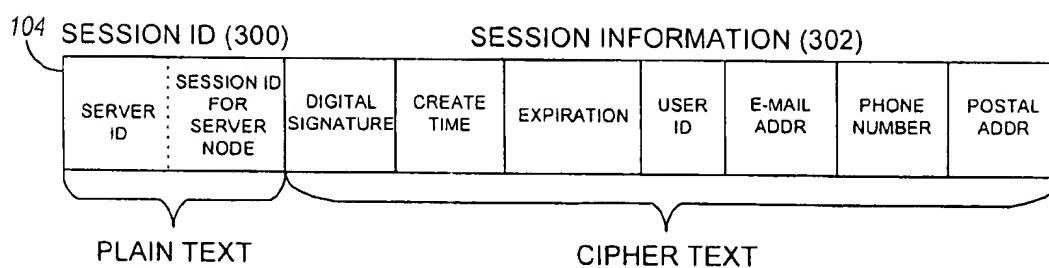 104 SESSION ID (300) SESSION INFORMATION (302)
SERVER ID
SESSION ID FOR SERVER NODE
DIGITAL SIGNATURE
CREATE TIME
EXPIRATION
USER ID
E-MAIL ADDR
PHONE NUMBER
POSTAL ADDR
PLAIN TEXT CIPHER TEXT